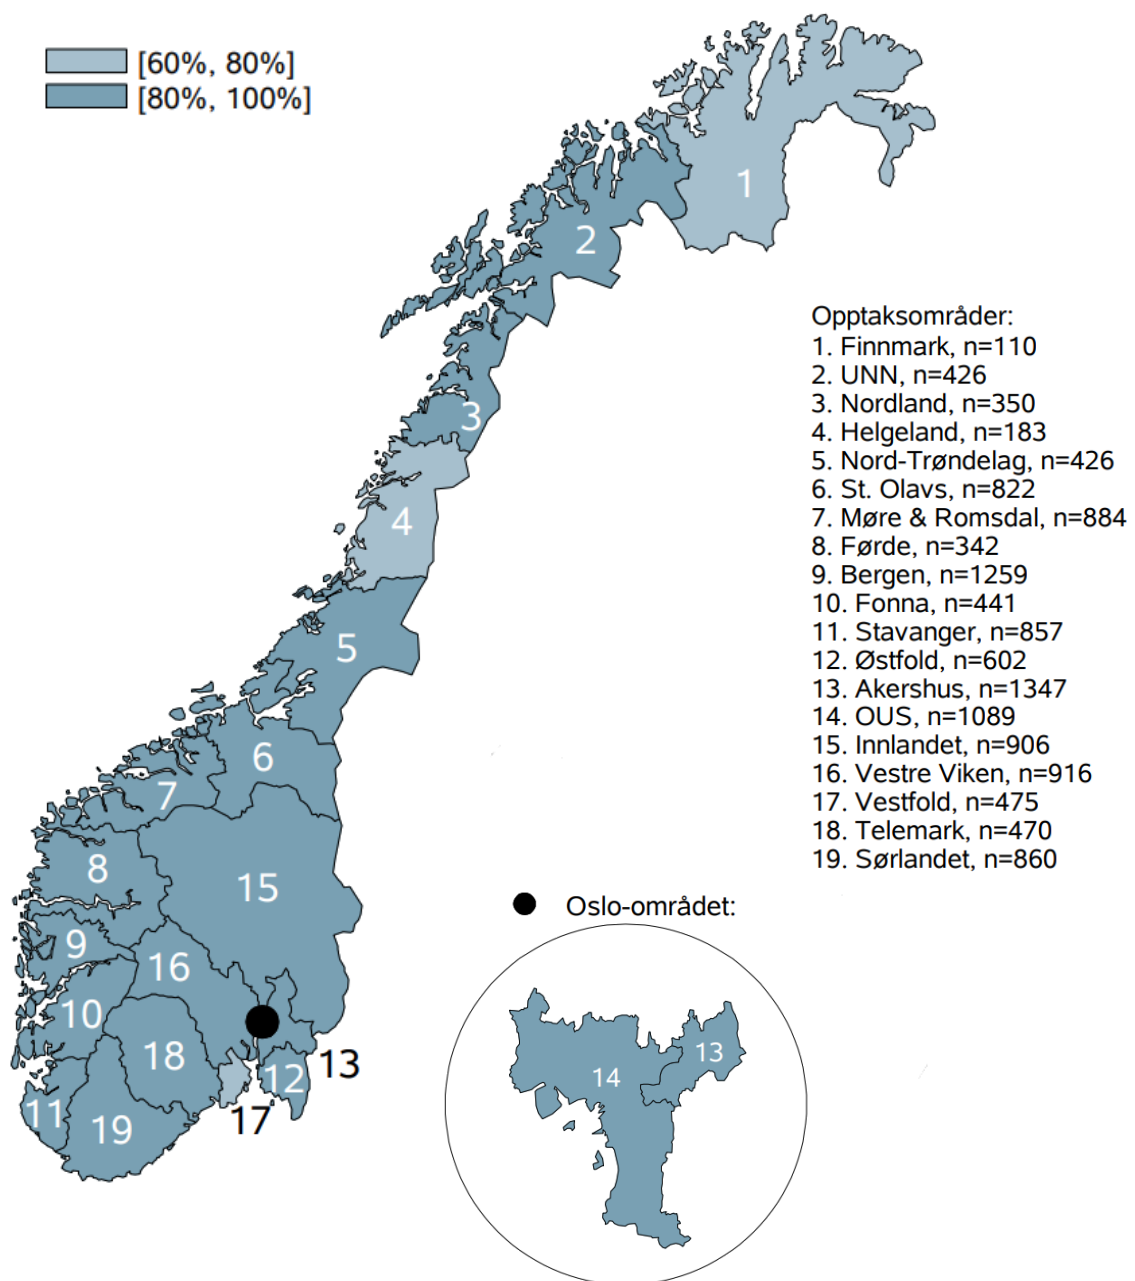 [60%, 80%]
[80%, 100%]
1
2
3
4
5
6
7
8
15
9
16
10
18
13
12
11
17
19
Opptaksområder:
1. Finnmark, n=110
2. UNN, n=426
3. Nordland, n=350
4. Helgeland, n=183
5. Nord-Trøndelag, n=426
6. St. Olavs, n=822
7. Møre & Romsdal, n=884
8. Førde, n=342
9. Bergen, n=1259
10. Fonna, n=441
11. Stavanger, n=857
12. Østfold, n=602
13. Akershus, n=1347
14. OUS, n=1089
15. Innlandet, n=906
16. Vestre Viken, n=916
17. Vestfold, n=475
18. Telemark, n=470
19. Sørlandet, n=860
Oslo-området:
13
14